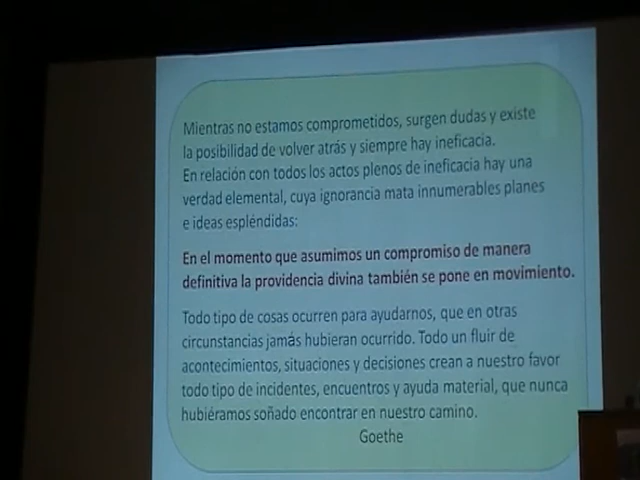 Mientras no estamos comprometidos, surgen dudas y existe
la posibilidad de volver atrás y siempre hay ineficacia.
En relación con todos los actos plenos de ineficacia hay una
verdad elemental, cuya ignorancia mata innumerables planes
e ideas espléndidas:
En el momento que asumimos un compromiso de manera
definitiva la providencia divina también se pone en movimiento.
Todo tipo de cosas ocurren para ayudarnos, que en otras
circunstancias jamás hubieran ocurrido. Todo un fluir de
acontecimientos, situaciones y decisiones crean a nuestro favor
todo tipo de incidentes, encuentros y ayuda material, que nunca
hubiéramos soñado encontrar en nuestro camino.
Goethe